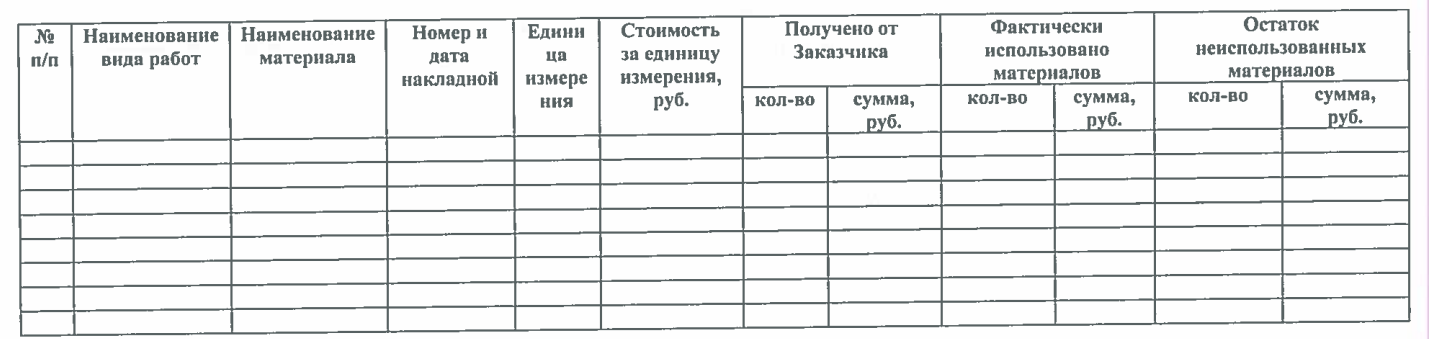 №
п/п
Наименование
вида работ
Наименование
материала
Номер и
дата
накладной
Едини
ца
измере
ния
Стоимость
за единицу
измерения,
руб.
Получено от
Заказчика
кол-во
сумма,
руб.
Фактически
использовано
материалов
кол-во
сумма,
руб.
Остаток
неиспользованных
материалов
кол-во
сумма,
руб.